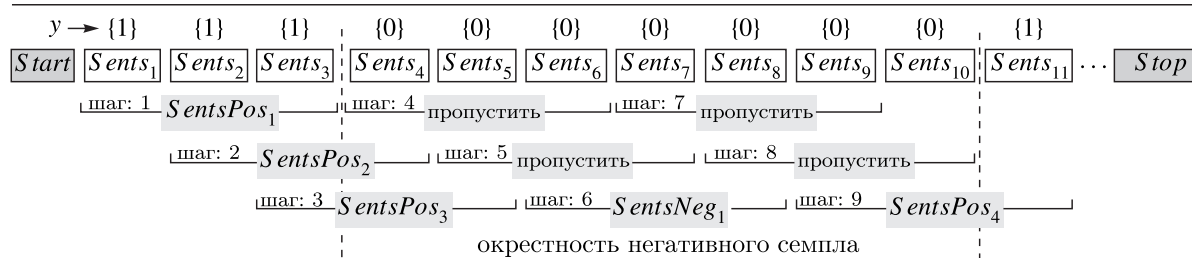 y → {1} {1} {1} {0} {0} {0} {0} {0} {0} {0} {1}
Start Sents₁ Sents₂ Sents₃ Sents₄ Sents₅ Sents₆ Sents₇ Sents₈ Sents₉ Sents₁₀ Sents₁₁ ... Stop
шаг: 1 SentsPos₁ шаг: 4 пропустить шаг: 7 пропустить
шаг: 2 SentsPos₂ шаг: 5 пропустить шаг: 8 пропустить
шаг: 3 SentsPos₃ шаг: 6 SentsNeg₁ шаг: 9 SentsPos₄
окрестность негативного семпла